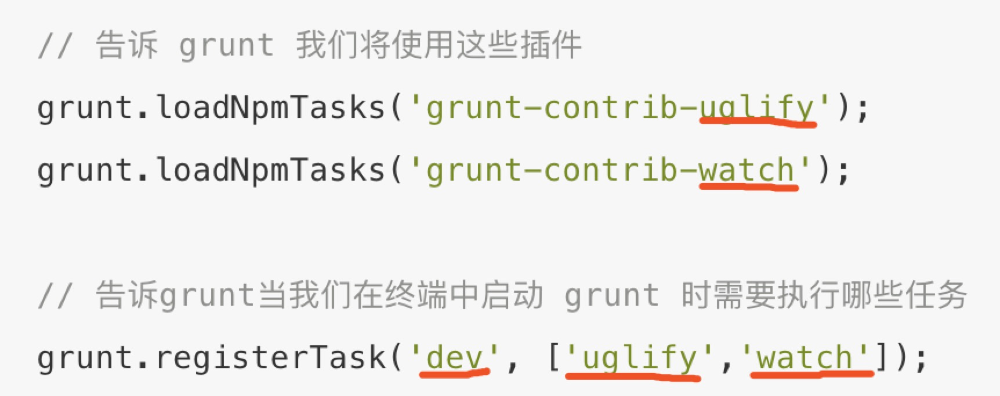 // 告诉 grunt 我们将使用这些插件
grunt.loadNpmTasks('grunt-contrib-uglify');
grunt.loadNpmTasks('grunt-contrib-watch');
// 告诉grunt当我们在终端中启动 grunt 时需要执行哪些任务
grunt.registerTask('dev', ['uglify','watch']);